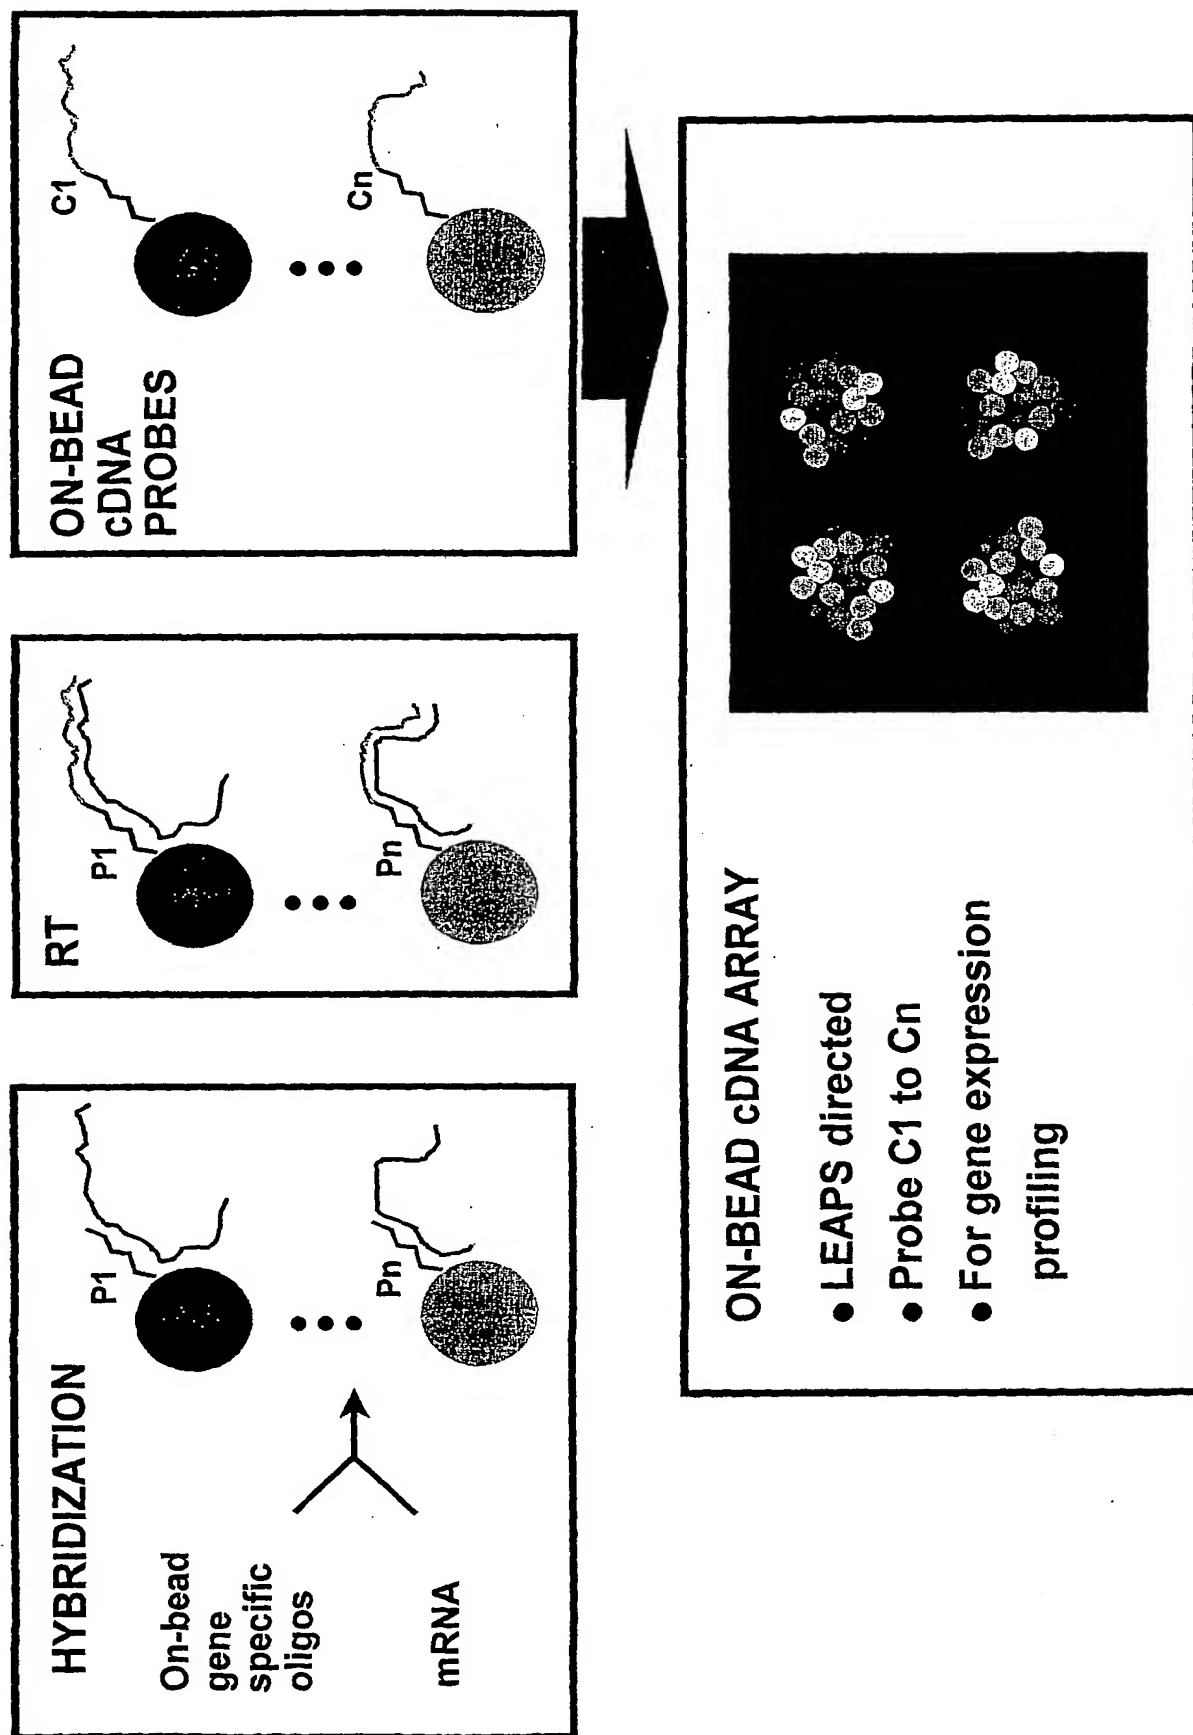 HYBRIDIZATION
On-bead
gene
specific
oligos
mRNA
P1
Pn
RT
P1
Pn
ON-BEAD
cDNA
PROBES
C1
Cn
ON-BEAD cDNA ARRAY
● LEAPS directed
● Probe C1 to Cn
● For gene expression
profiling